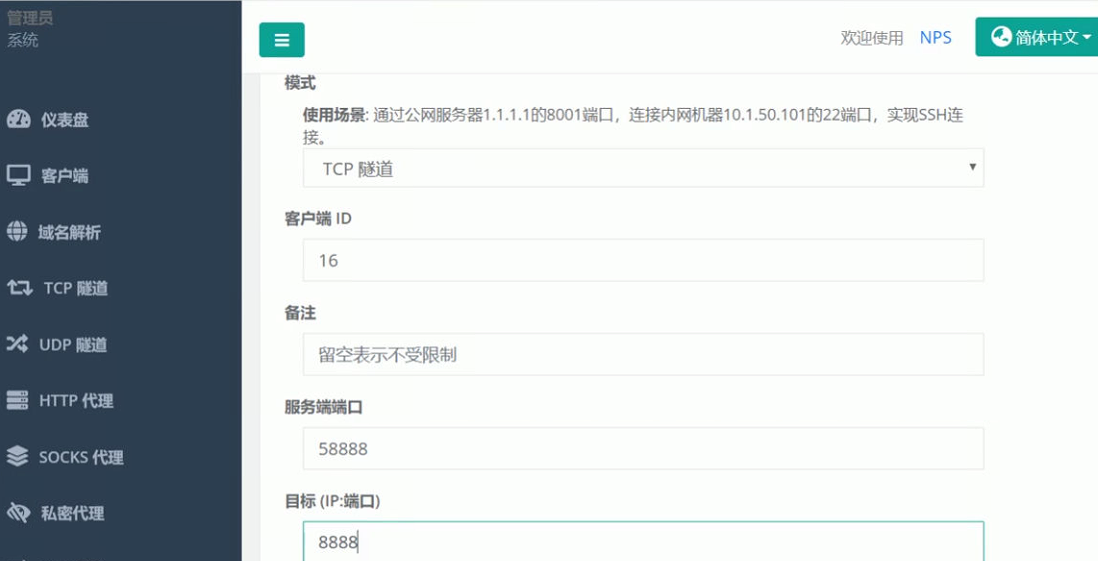 管理员
系统
仪表盘
客户端
域名解析
TCP 隧道
UDP 隧道
HTTP 代理
SOCKS 代理
私密代理
欢迎使用 NPS
简体中文
模式
使用场景: 通过公网服务器1.1.1.1的8001端口，连接内网机器10.1.50.101的22端口，实现SSH连
接。
TCP 隧道
客户端 ID
16
备注
留空表示不受限制
服务端端口
58888
目标 (IP:端口)
8888